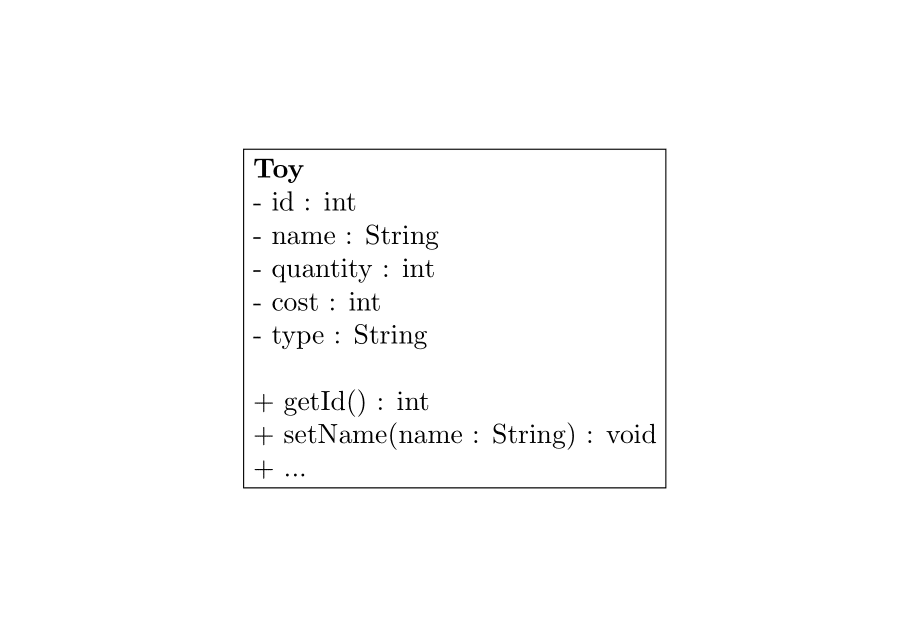 Toy
- id : int
- name : String
- quantity : int
- cost : int
- type : String
+ getId() : int
+ setName(name : String) : void
+ ...